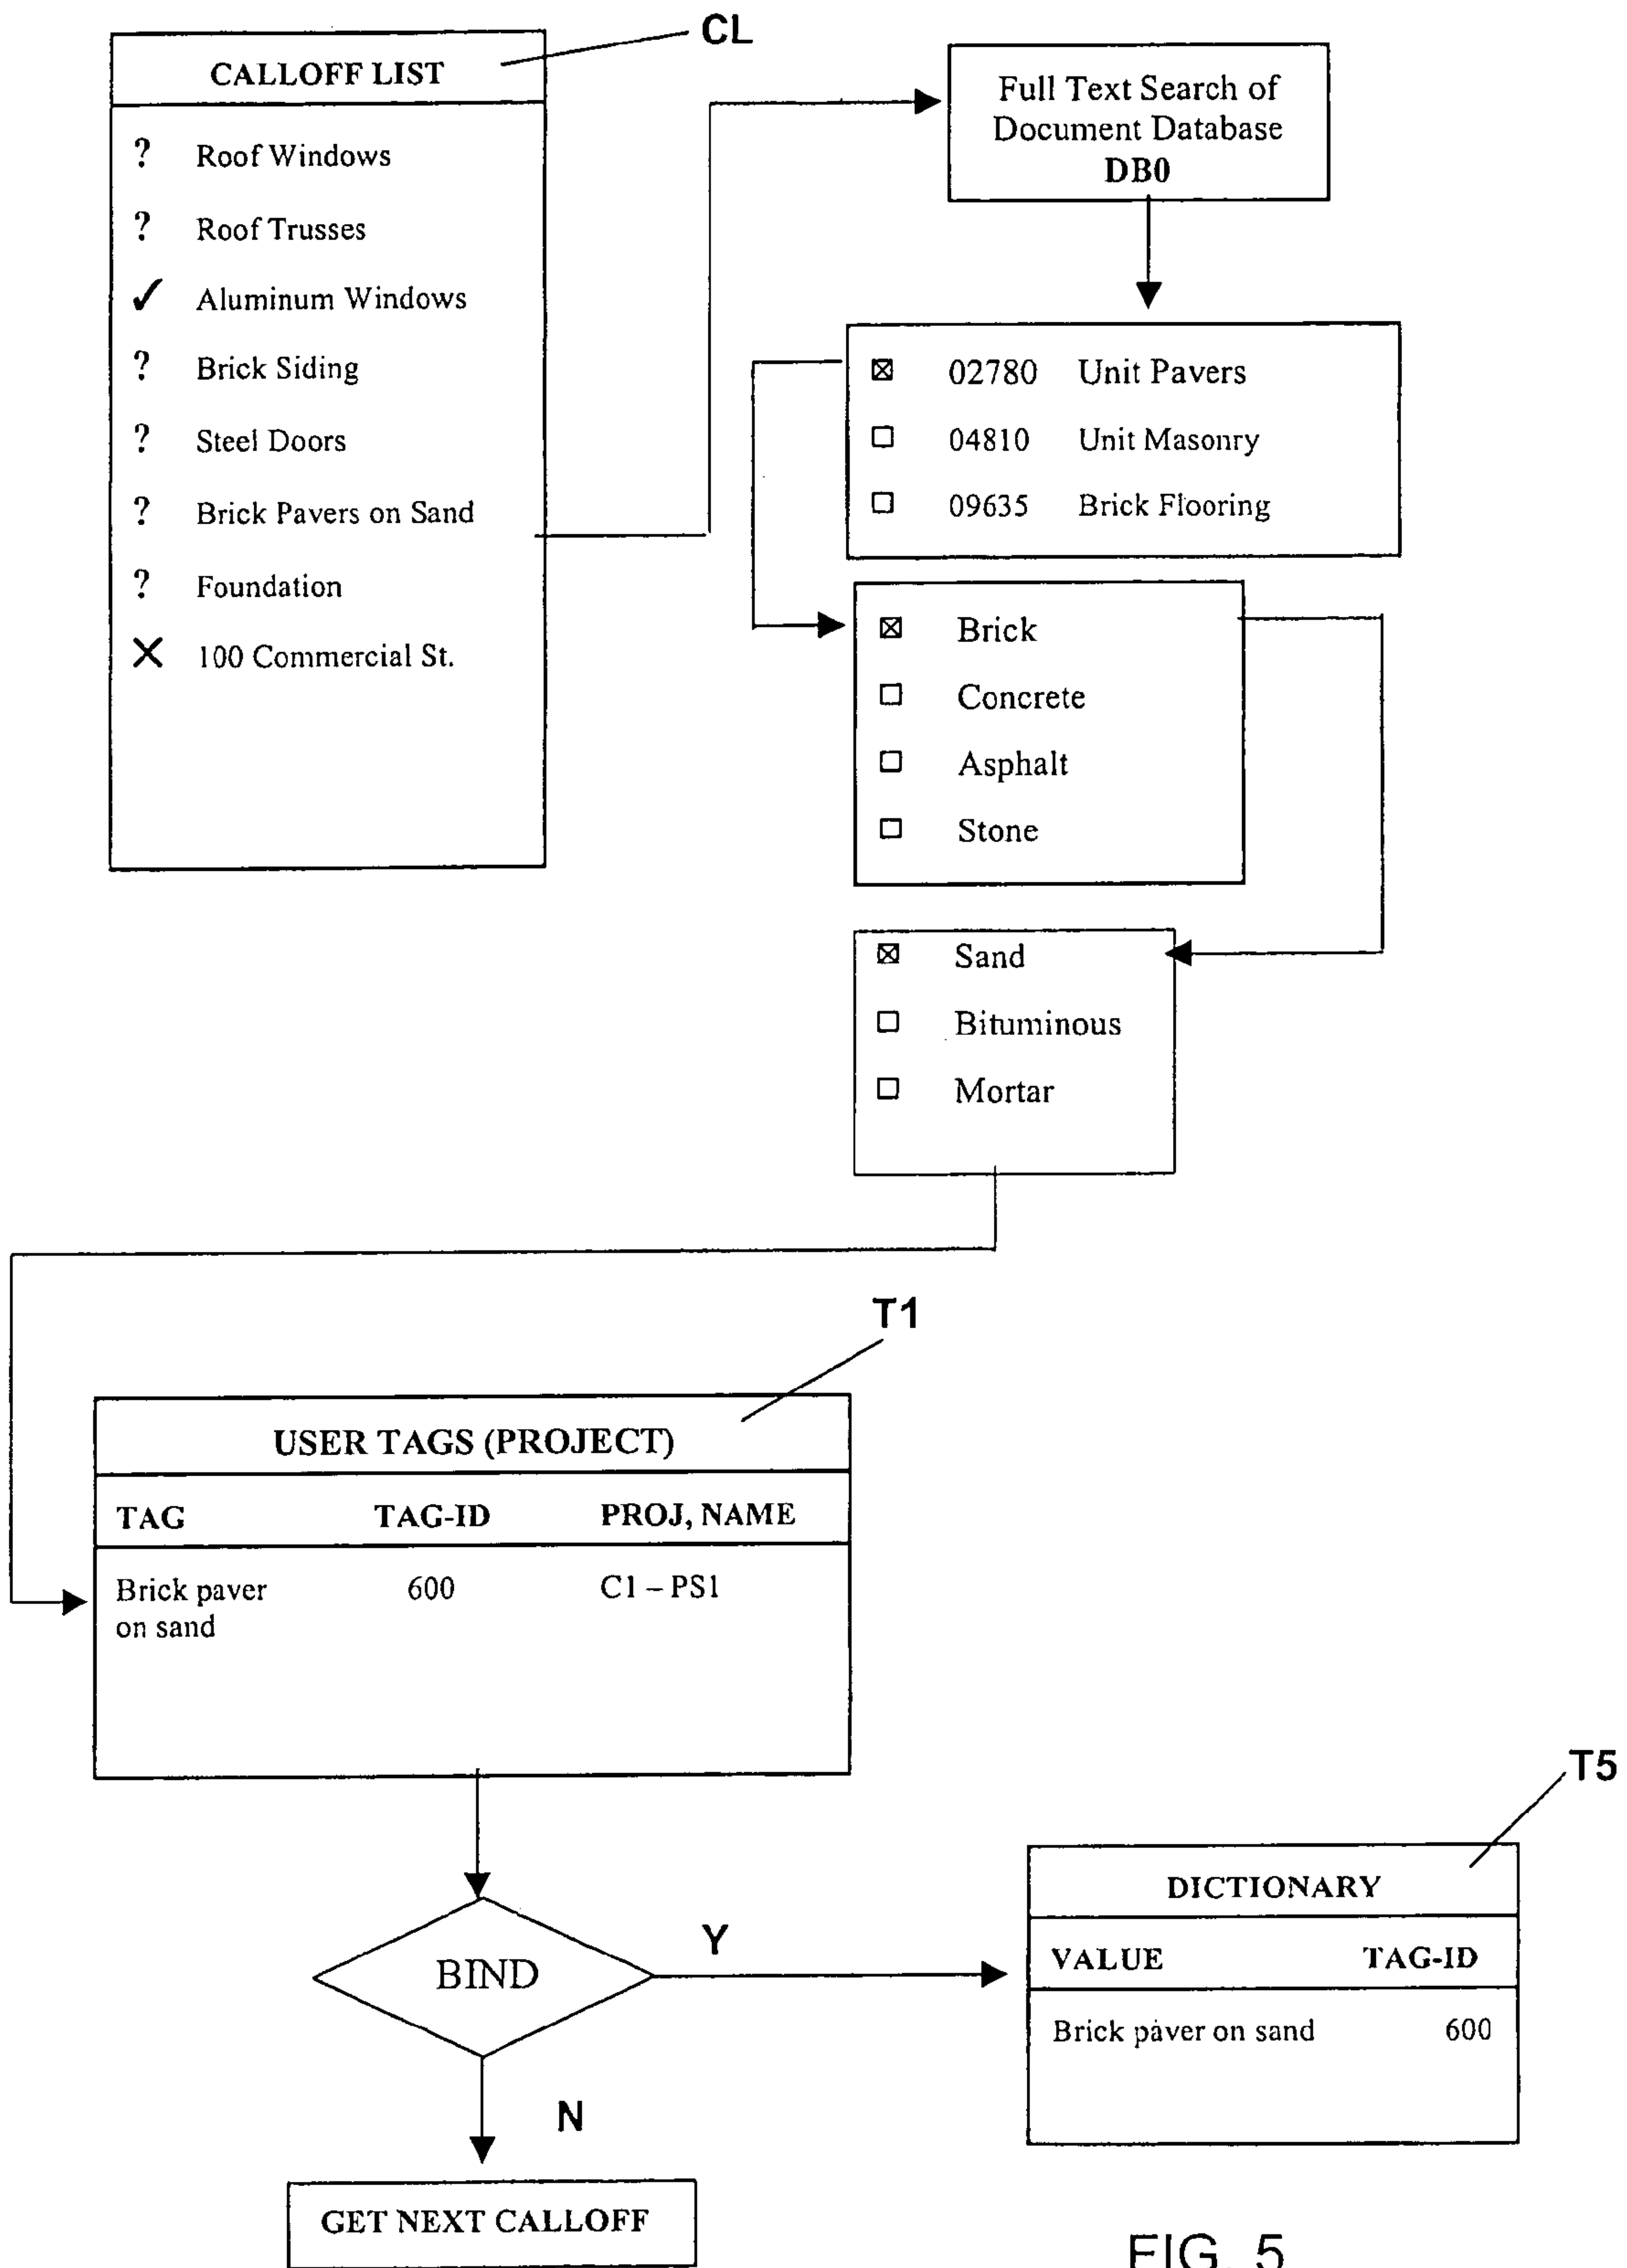 CL
CALLOFF LIST
? Roof Windows
? Roof Trusses
✓ Aluminum Windows
? Brick Siding
? Steel Doors
? Brick Pavers on Sand
? Foundation
✕ 100 Commercial St.
Full Text Search of
Document Database
DB0
☒ 02780 Unit Pavers
☐ 04810 Unit Masonry
☐ 09635 Brick Flooring
☒ Brick
☐ Concrete
☐ Asphalt
☐ Stone
☒ Sand
☐ Bituminous
☐ Mortar
T1
USER TAGS (PROJECT)
TAG TAG-ID PROJ, NAME
Brick paver 600 C1 – PS1
on sand
BIND
Y
N
GET NEXT CALLOFF
T5
DICTIONARY
VALUE TAG-ID
Brick paver on sand 600
FIG. 5